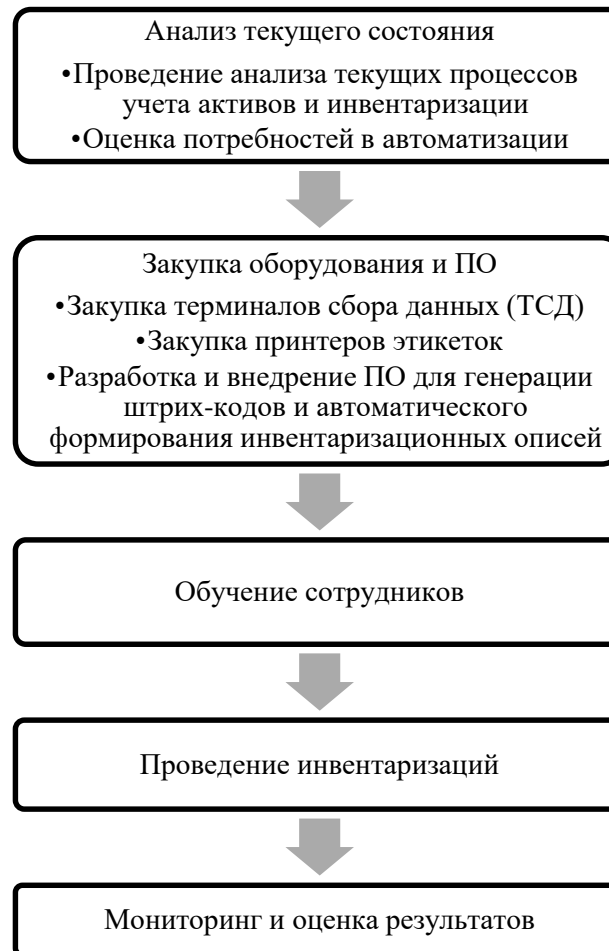 Анализ текущего состояния
•Проведение анализа текущих процессов
учета активов и инвентаризации
•Оценка потребностей в автоматизации
Закупка оборудования и ПО
•Закупка терминалов сбора данных (ТСД)
•Закупка принтеров этикеток
•Разработка и внедрение ПО для генерации
штрих-кодов и автоматического
формирования инвентаризационных описей
Обучение сотрудников
Проведение инвентаризаций
Мониторинг и оценка результатов